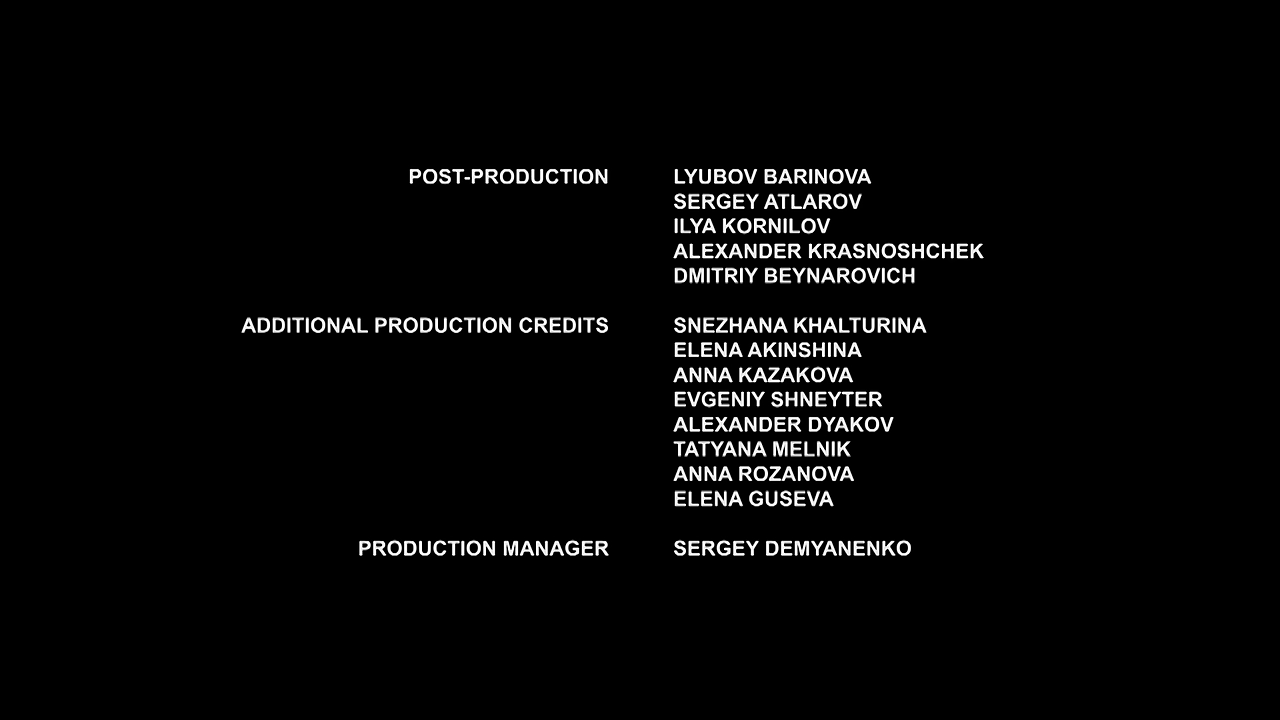 POST-PRODUCTION LYUBOV BARINOVA
SERGEY ATLAROV
ILYA KORNILOV
ALEXANDER KRASNOSHCHEK
DMITRIY BEYNAROVICH
ADDITIONAL PRODUCTION CREDITS SNEZHANA KHALTURINA
ELENA AKINSHINA
ANNA KAZAKOVA
EVGENIY SHNEYTER
ALEXANDER DYAKOV
TATYANA MELNIK
ANNA ROZANOVA
ELENA GUSEVA
PRODUCTION MANAGER SERGEY DEMYANENKO